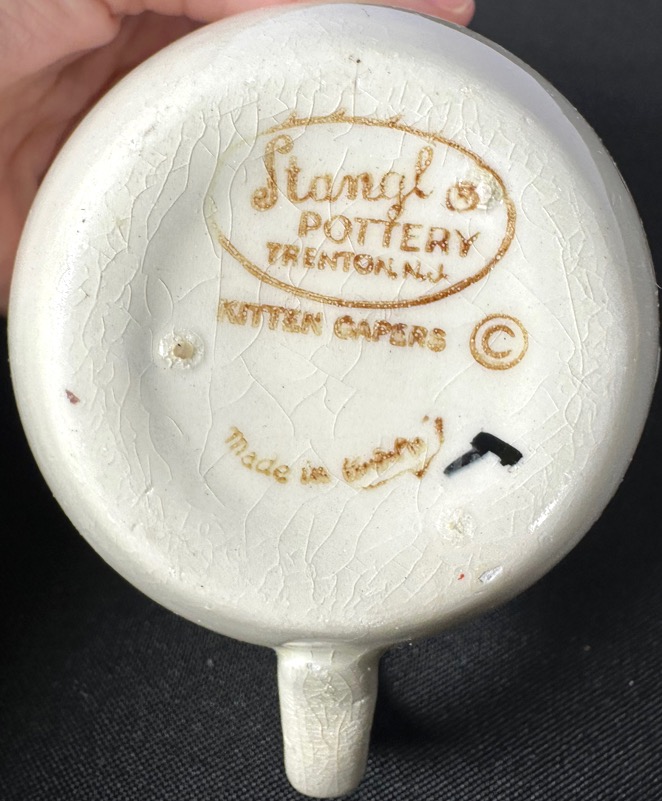 Stangl ®
POTTERY
TRENTON, N.J.
KITTEN CAPERS ©
Made in